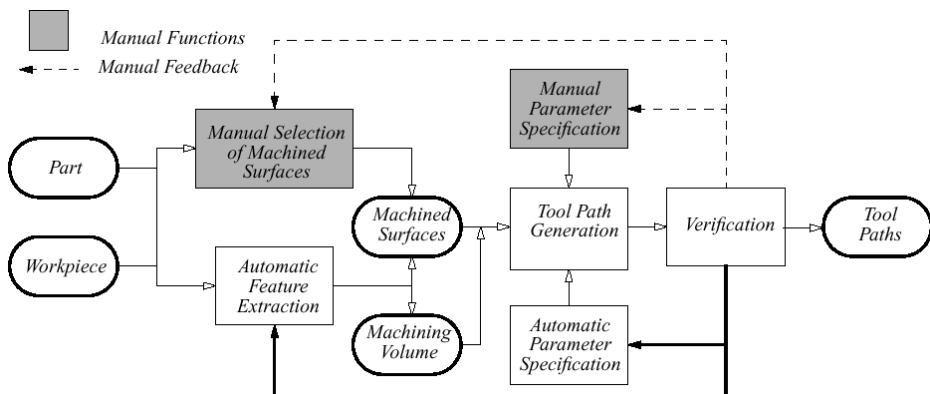 Manual Functions
Manual Feedback
Manual
Parameter
Specification
Manual Selection
of Machined
Surfaces
Part
Machined
Surfaces
Tool Path
Generation
Verification
Tool
Paths
Workpiece
Automatic
Feature
Extraction
Machining
Volume
Automatic
Parameter
Specification